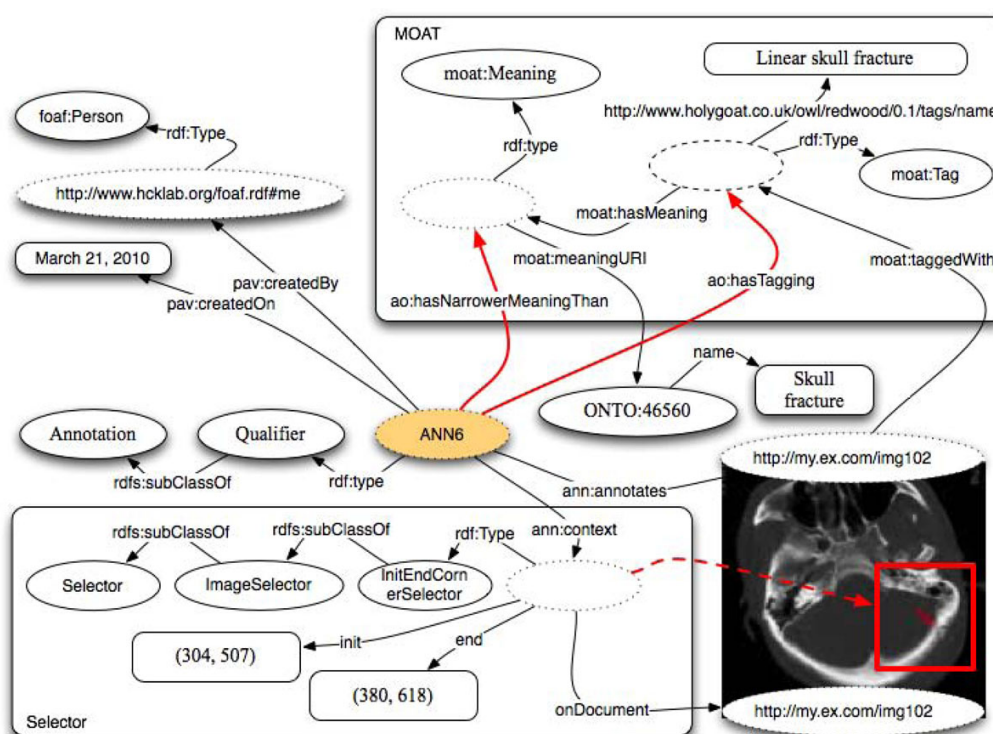 MOAT
moat:Meaning
Linear skull fracture
http://www.holygoat.co.uk/owl/redwood/0.1/tags/name
foaf:Person
rdf:Type
rdf:type
rdf:Type
moat:Tag
http://www.hcklab.org/foaf.rdf#me
moat:hasMeaning
March 21, 2010
pav:createdBy
moat:meaningURI
moat:taggedWith
pav:createdOn
ao:hasNarrowerMeaningThan
ao:hasTagging
name
Skull
fracture
ONTO:46560
Annotation
Qualifier
ANN6
rdfs:subClassOf
rdf:type
ann:annotates
http://my.ex.com/img102
rdfs:subClassOf
rdfs:subClassOf
rdf:Type
ann:context
Selector
ImageSelector
InitEndCorn
erSelector
(304, 507)
init
end
(380, 618)
onDocument
http://my.ex.com/img102
Selector